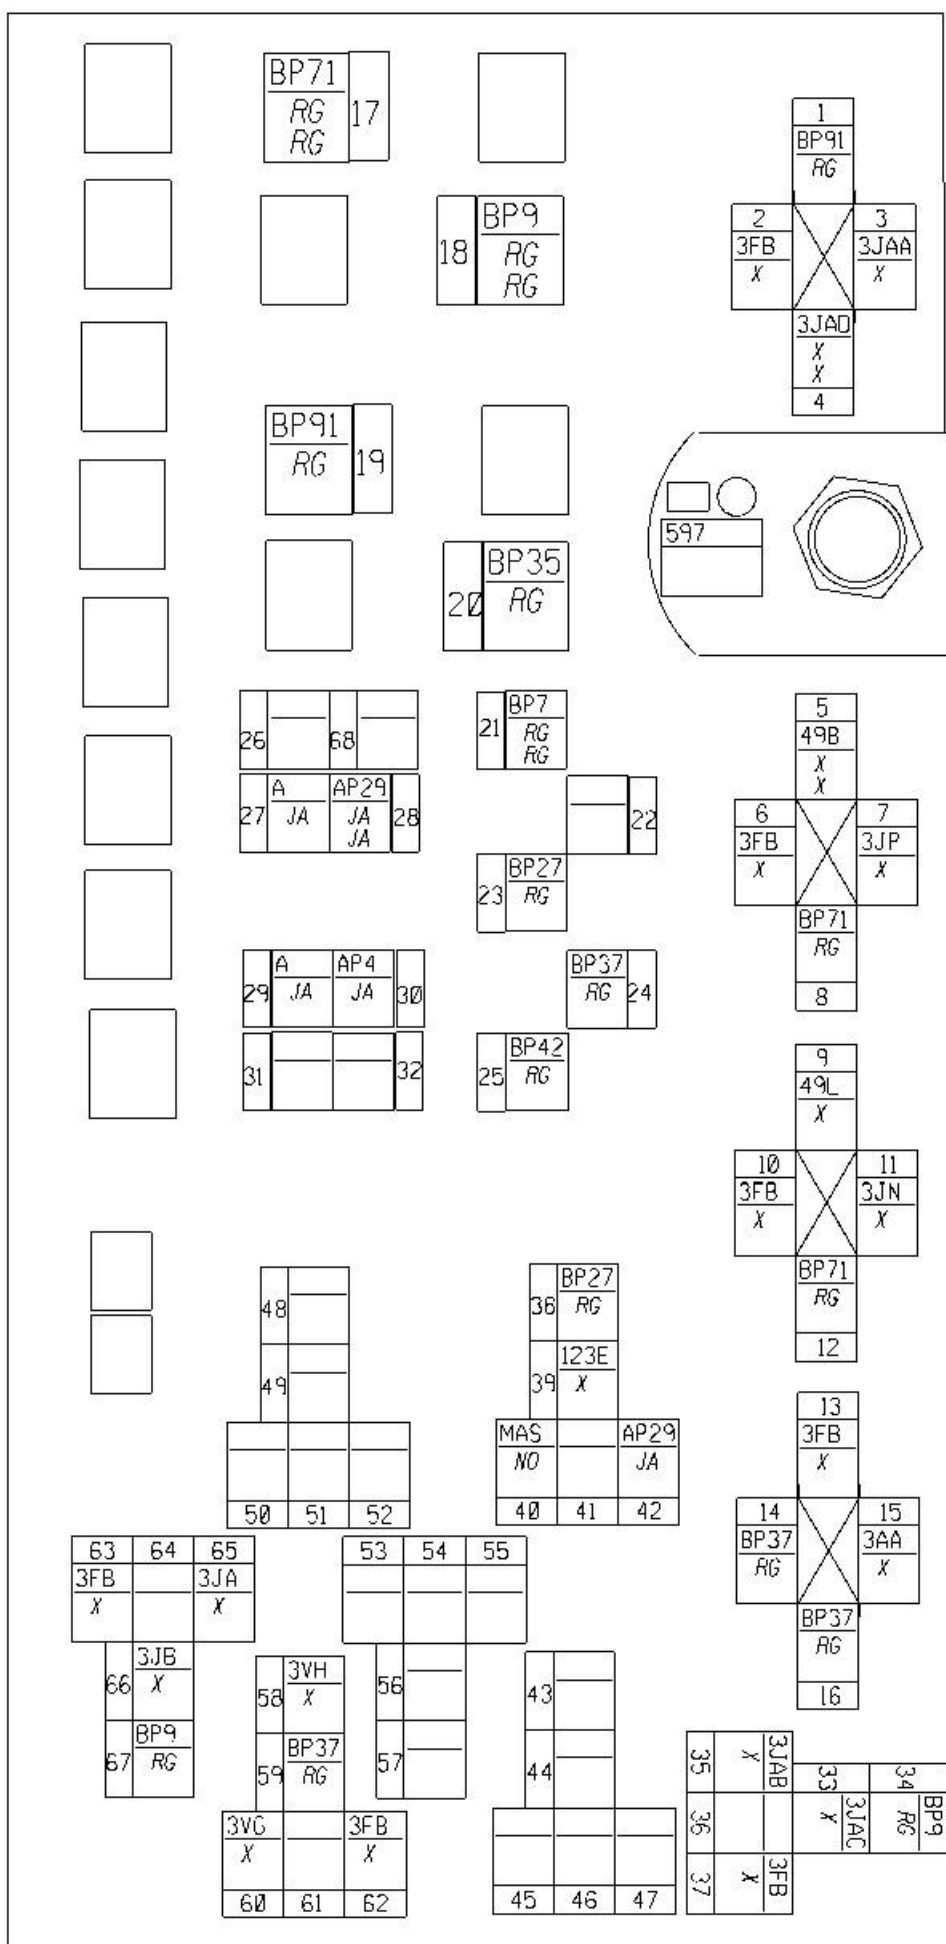 BP71
RG
RG
17
18
BP9
RG
RG
1
BP91
RG
2
3FB
X
3
3JAA
X
3JAD
X
X
4
BP91
RG
19
597
20
BP35
RG
26
68
21
BP7
RG
RG
27
A
JA
AP29
JA
JA
28
22
23
BP27
RG
5
49B
X
X
6
3FB
X
7
3JP
X
BP71
RG
8
29
A
JA
AP4
JA
30
BP37
RG
24
31
32
25
BP42
RG
9
49L
X
10
3FB
X
11
3JN
X
BP71
RG
12
48
49
50
51
52
38
BP27
RG
39
123E
X
MAS
NO
40
41
AP29
JA
42
13
3FB
X
14
BP37
RG
15
3AA
X
BP37
RG
16
63
3FB
X
64
65
3JA
X
66
3JB
X
67
BP9
RG
53
54
55
56
57
58
3VH
X
59
BP37
RG
3VG
X
60
61
3FB
X
62
43
44
45
46
47
35
3JAB
X
36
37
3FB
X
33
3JAC
X
34
BP9
RG